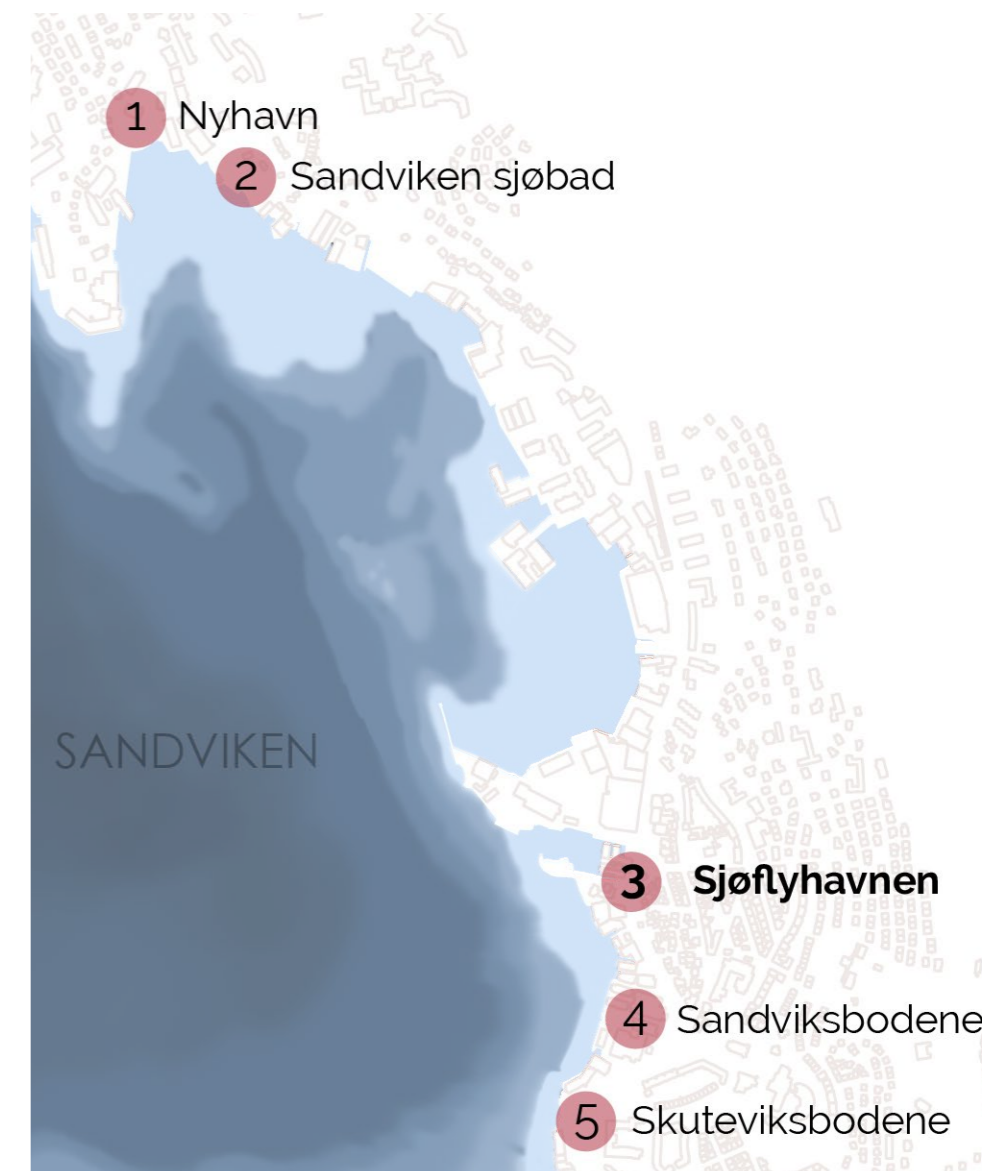 1 Nyhavn
2 Sandviken sjøbad
SANDVIKEN
3 Sjøflyhavnen
4 Sandviksbodene
5 Skuteviksbodene